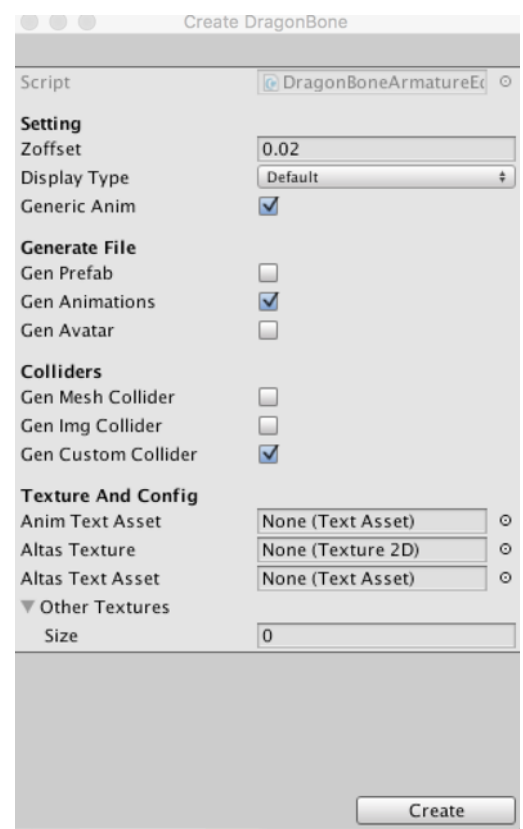 Create DragonBone
Script DragonBoneArmatureEc
Setting
Zoffset 0.02
Display Type Default
Generic Anim
Generate File
Gen Prefab
Gen Animations
Gen Avatar
Colliders
Gen Mesh Collider
Gen Img Collider
Gen Custom Collider
Texture And Config
Anim Text Asset None (Text Asset)
Altas Texture None (Texture 2D)
Altas Text Asset None (Text Asset)
Other Textures
Size 0
Create